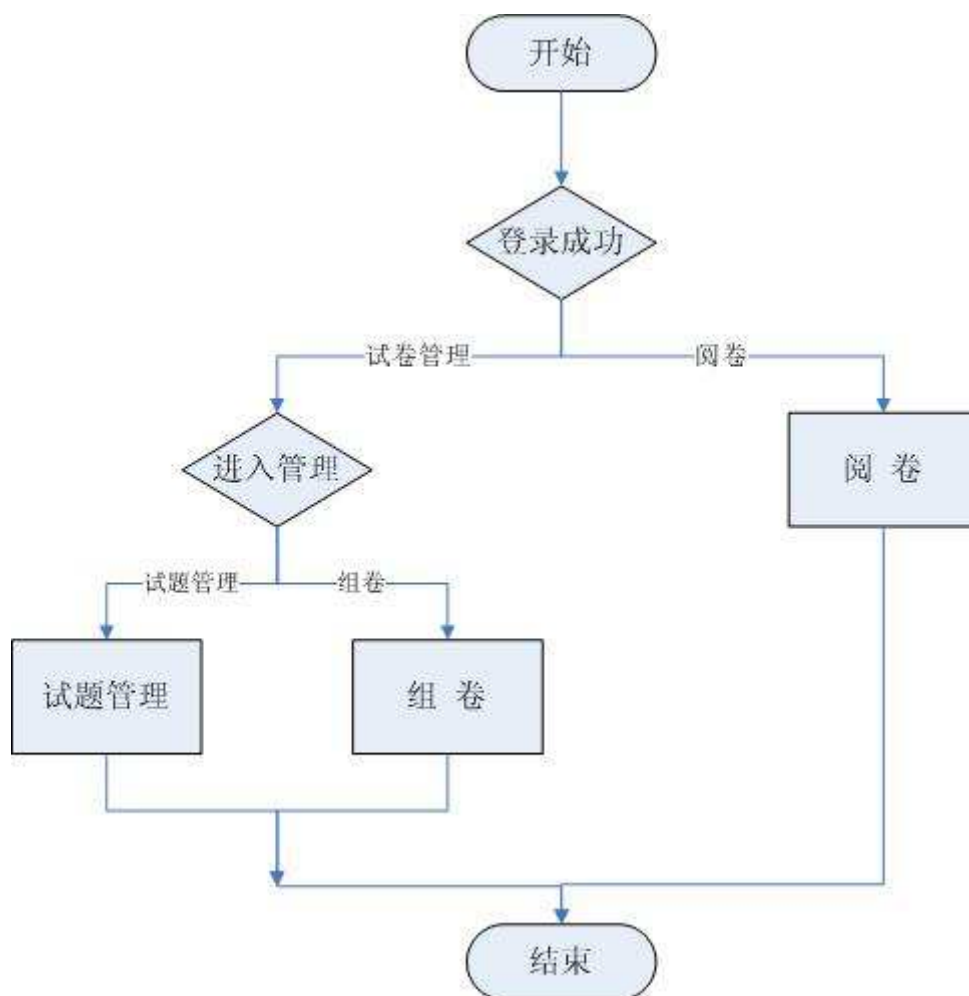 开始
登录成功
试卷管理
阅卷
进入管理
阅 卷
试题管理
组卷
试题管理
组 卷
结束